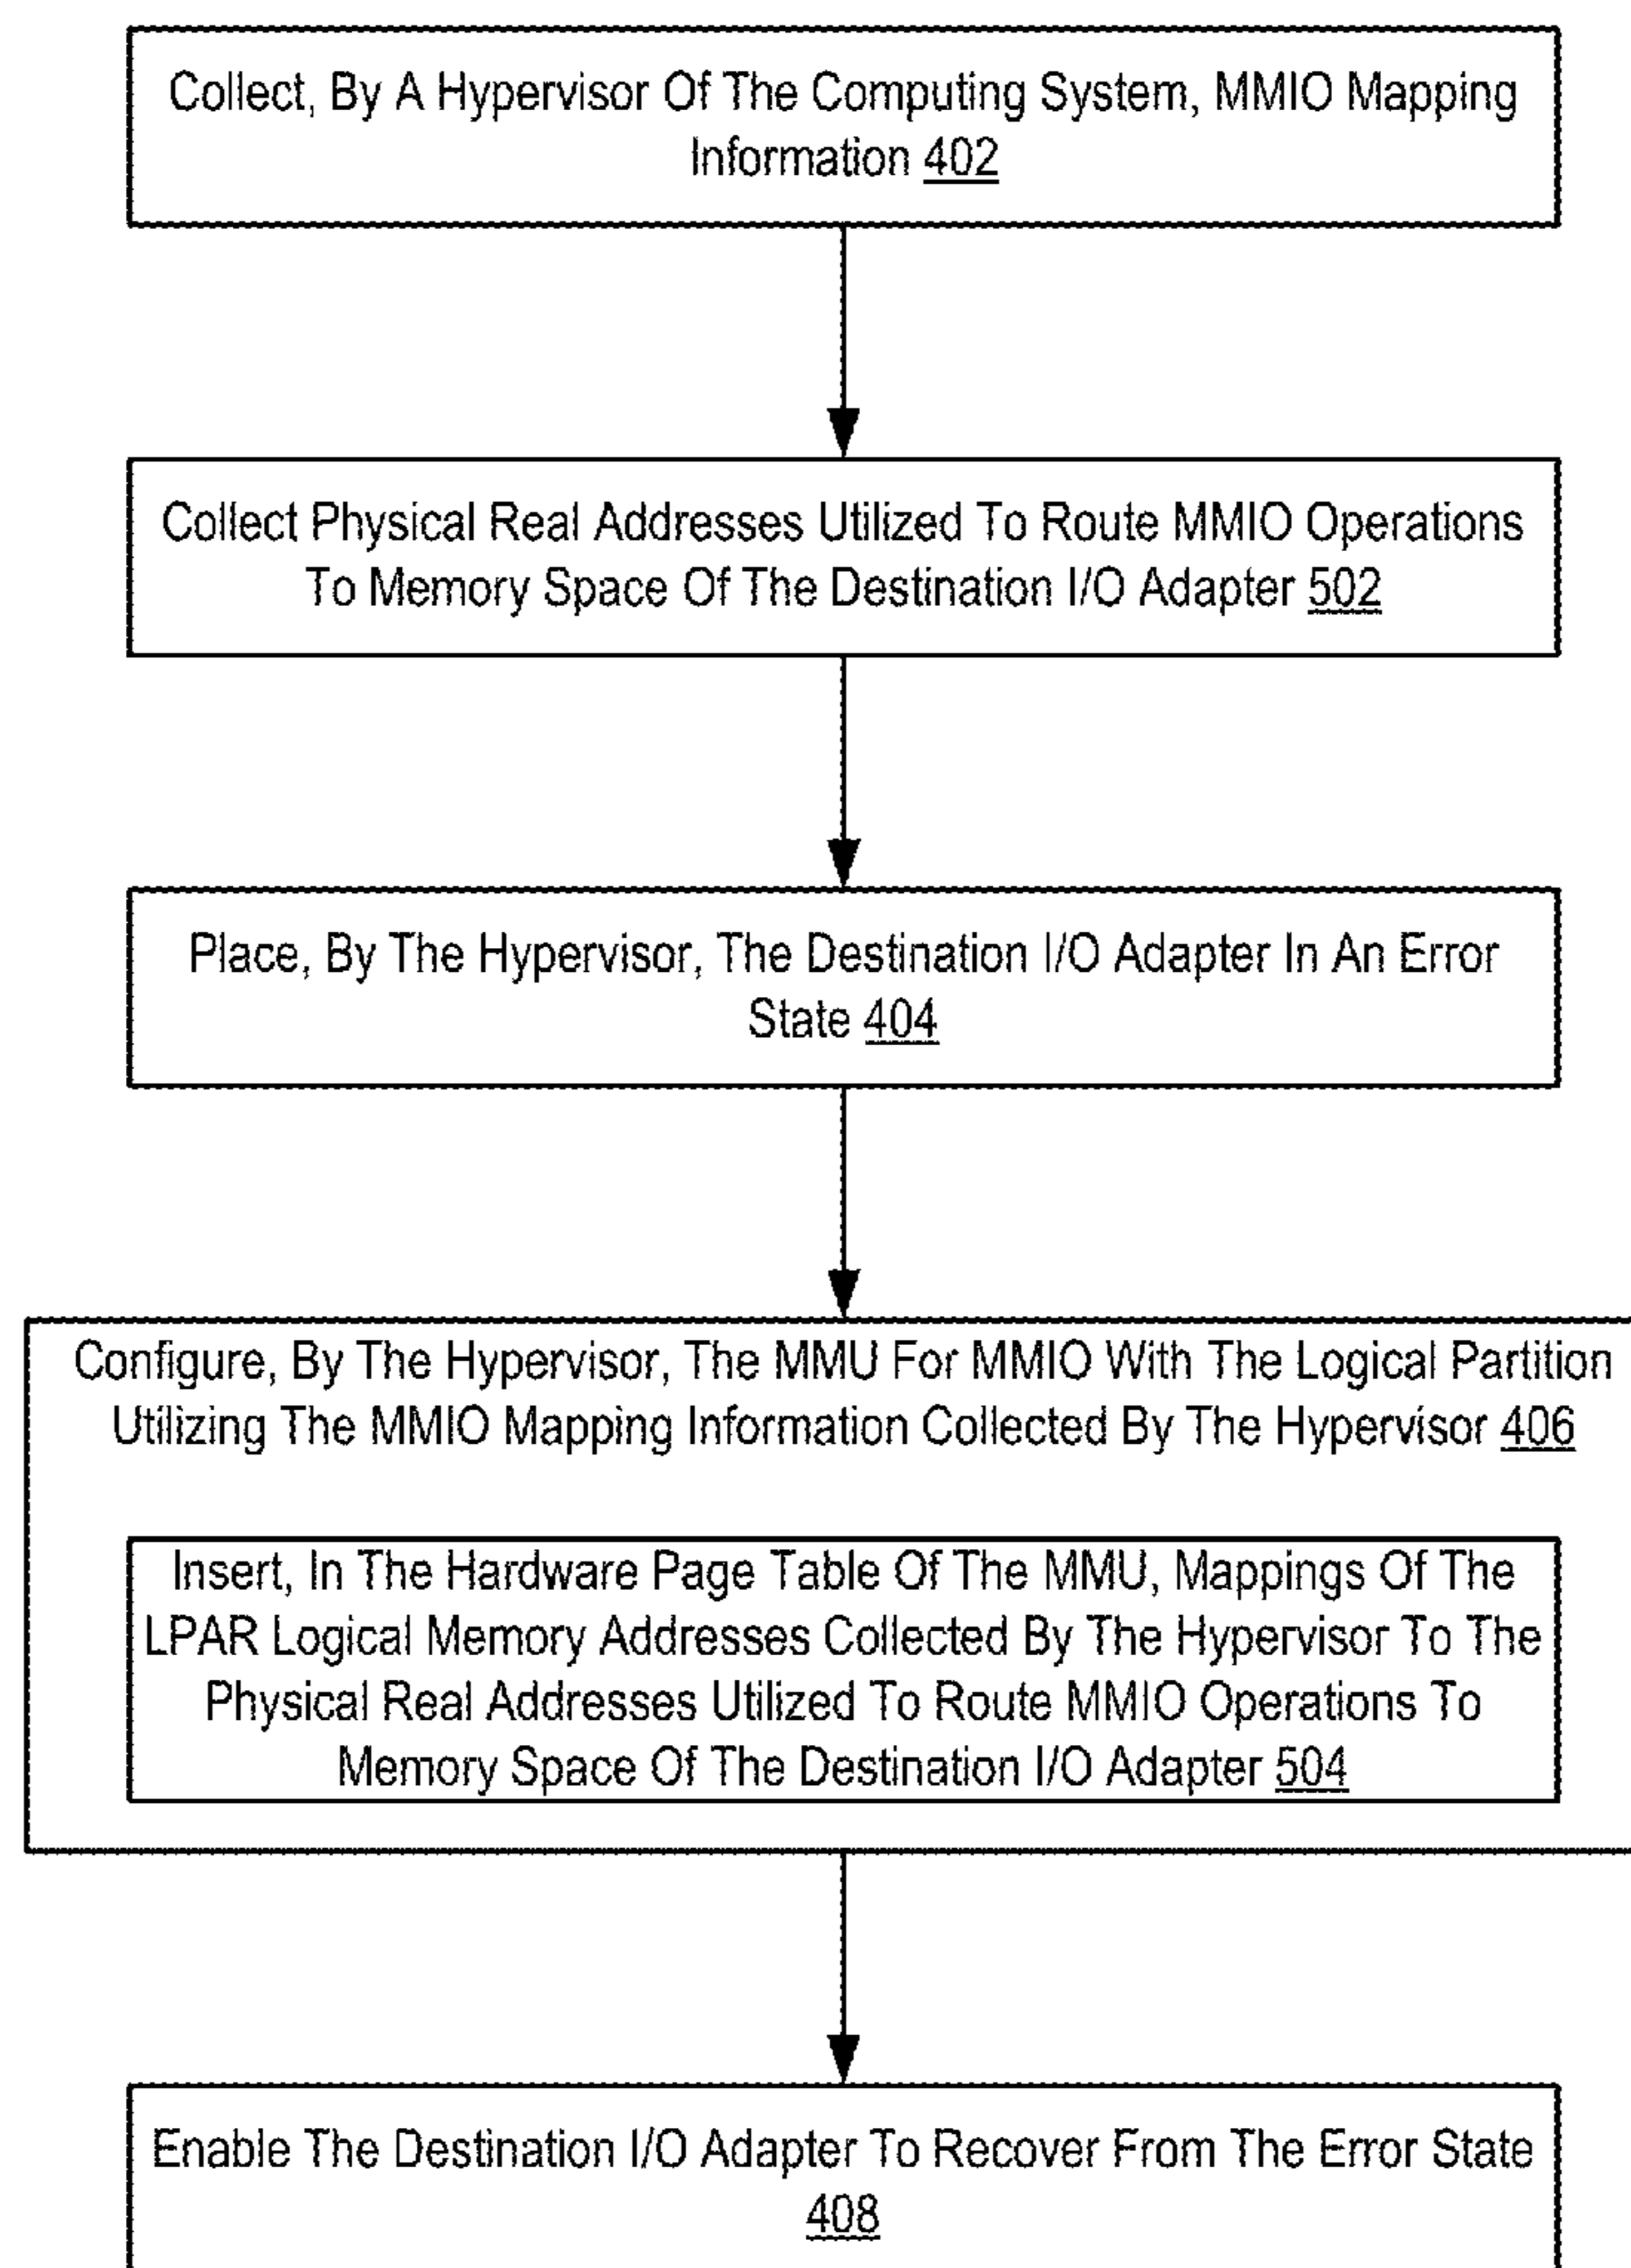 Collect, By A Hypervisor Of The Computing System, MMIO Mapping
Information 402
Collect Physical Real Addresses Utilized To Route MMIO Operations
To Memory Space Of The Destination I/O Adapter 502
Place, By The Hypervisor, The Destination I/O Adapter In An Error
State 404
Configure, By The Hypervisor, The MMU For MMIO With The Logical Partition
Utilizing The MMIO Mapping Information Collected By The Hypervisor 406
Insert, In The Hardware Page Table Of The MMU, Mappings Of The
LPAR Logical Memory Addresses Collected By The Hypervisor To The
Physical Real Addresses Utilized To Route MMIO Operations To
Memory Space Of The Destination I/O Adapter 504
Enable The Destination I/O Adapter To Recover From The Error State
408